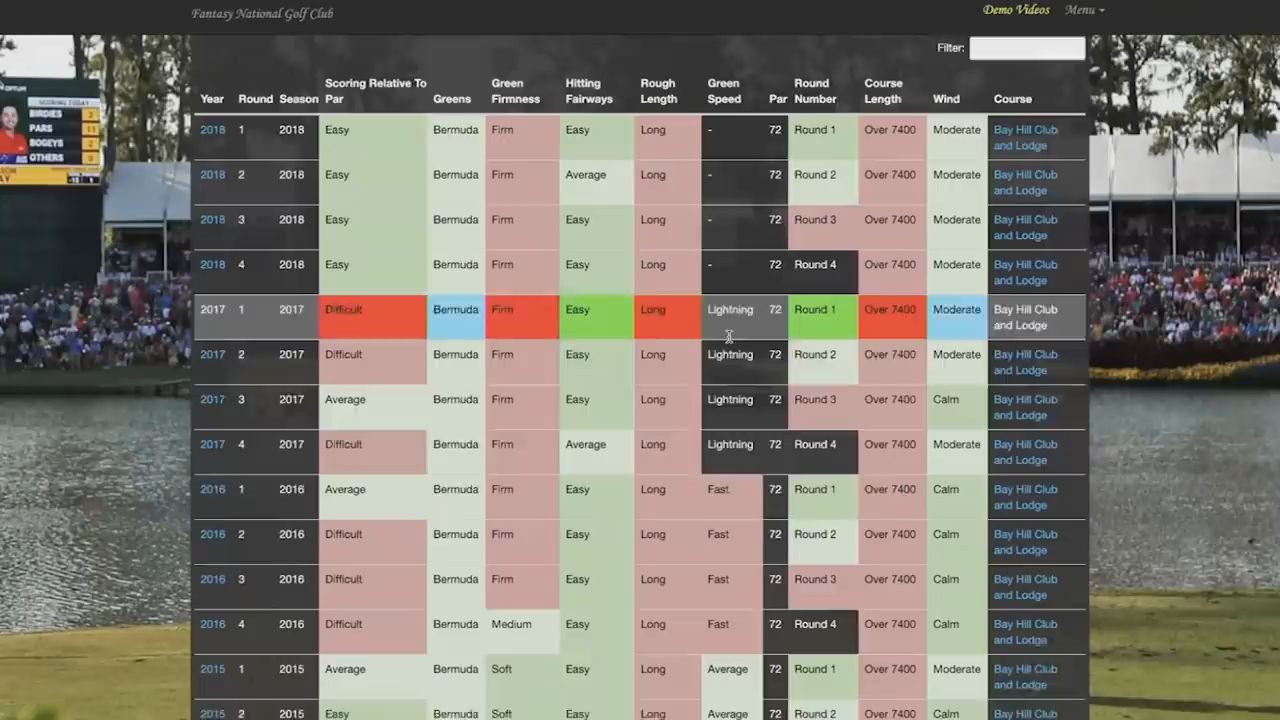 Fantasy National Golf Club
Demo Videos Menu
Filter:
Year Round Season Scoring Relative To Par Greens Green Firmness Hitting Fairways Rough Length Green Speed Par Round Number Course Length Wind Course
2018 1 2018 Easy Bermuda Firm Easy Long - 72 Round 1 Over 7400 Moderate Bay Hill Club and Lodge
2018 2 2018 Easy Bermuda Firm Average Long - 72 Round 2 Over 7400 Moderate Bay Hill Club and Lodge
2018 3 2018 Easy Bermuda Firm Easy Long - 72 Round 3 Over 7400 Moderate Bay Hill Club and Lodge
2018 4 2018 Easy Bermuda Firm Easy Long - 72 Round 4 Over 7400 Moderate Bay Hill Club and Lodge
2017 1 2017 Difficult Bermuda Firm Easy Long Lightning 72 Round 1 Over 7400 Moderate Bay Hill Club and Lodge
2017 2 2017 Difficult Bermuda Firm Easy Long Lightning 72 Round 2 Over 7400 Moderate Bay Hill Club and Lodge
2017 3 2017 Average Bermuda Firm Easy Long Lightning 72 Round 3 Over 7400 Calm Bay Hill Club and Lodge
2017 4 2017 Difficult Bermuda Firm Average Long Lightning 72 Round 4 Over 7400 Moderate Bay Hill Club and Lodge
2016 1 2016 Average Bermuda Firm Easy Long Fast 72 Round 1 Over 7400 Calm Bay Hill Club and Lodge
2016 2 2016 Difficult Bermuda Firm Easy Long Fast 72 Round 2 Over 7400 Calm Bay Hill Club and Lodge
2016 3 2016 Difficult Bermuda Firm Easy Long Fast 72 Round 3 Over 7400 Calm Bay Hill Club and Lodge
2016 4 2016 Difficult Bermuda Medium Easy Long Fast 72 Round 4 Over 7400 Calm Bay Hill Club and Lodge
2015 1 2015 Average Bermuda Soft Easy Long Average 72 Round 1 Over 7400 Moderate Bay Hill Club and Lodge
2015 2 2015 Easy Bermuda Soft Easy Long Average 72 Round 2 Over 7400 Moderate Bay Hill Club
OPTUM
SCORING TODAY
BIRDIES
PARS 11
BOGEYS
OTHERS 0